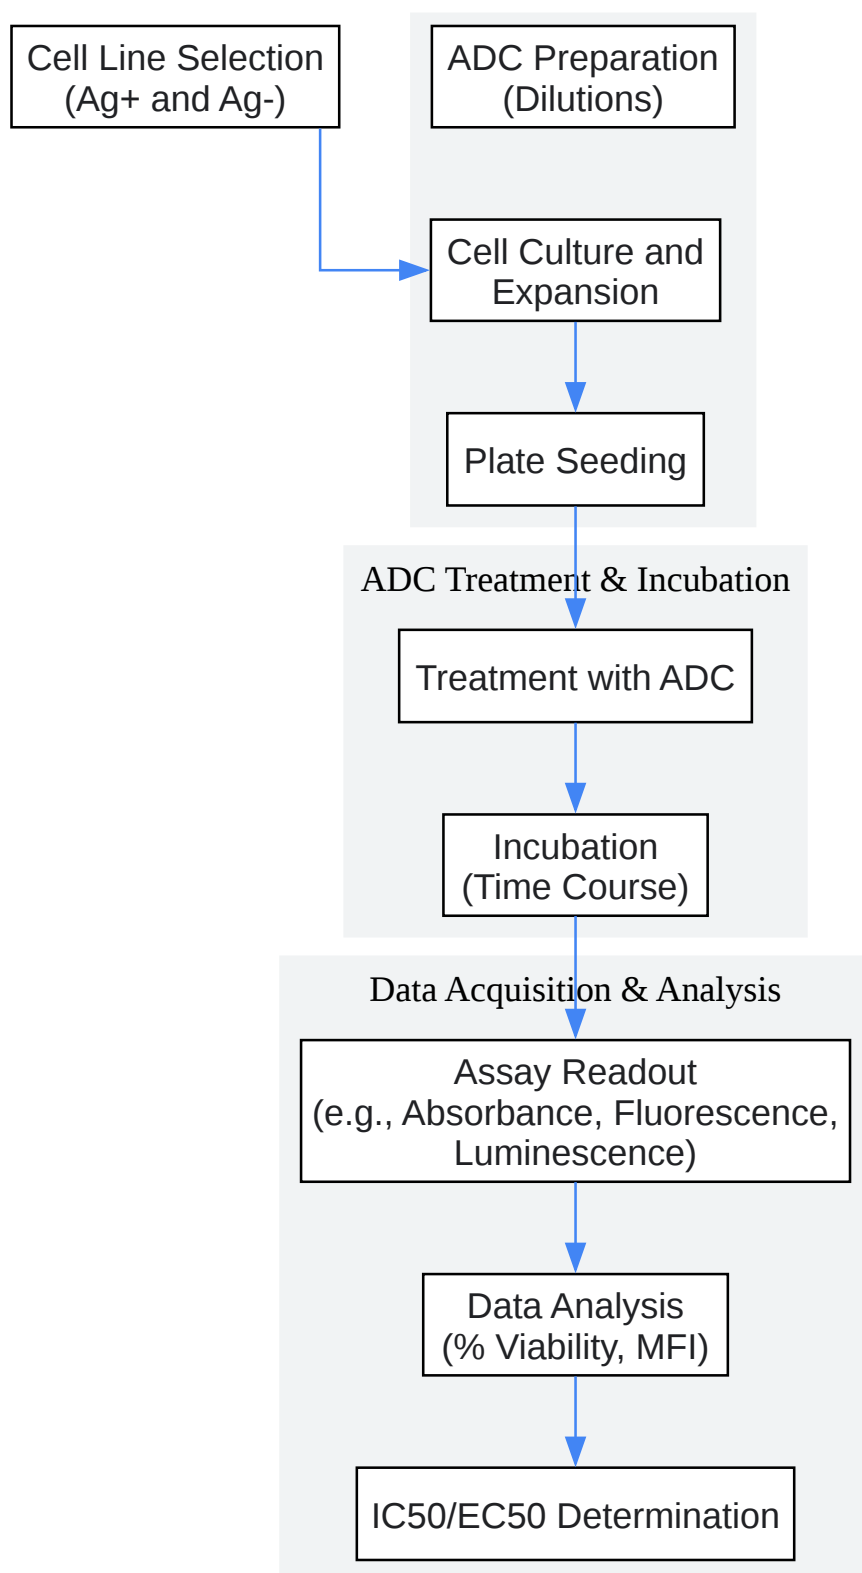 Cell Line Selection
(Ag+ and Ag-)
ADC Preparation
(Dilutions)
Cell Culture and
Expansion
Plate Seeding
ADC Treatment & Incubation
Treatment with ADC
Incubation
(Time Course)
Data Acquisition & Analysis
Assay Readout
(e.g., Absorbance, Fluorescence,
Luminescence)
Data Analysis
(% Viability, MFI)
IC50/EC50 Determination